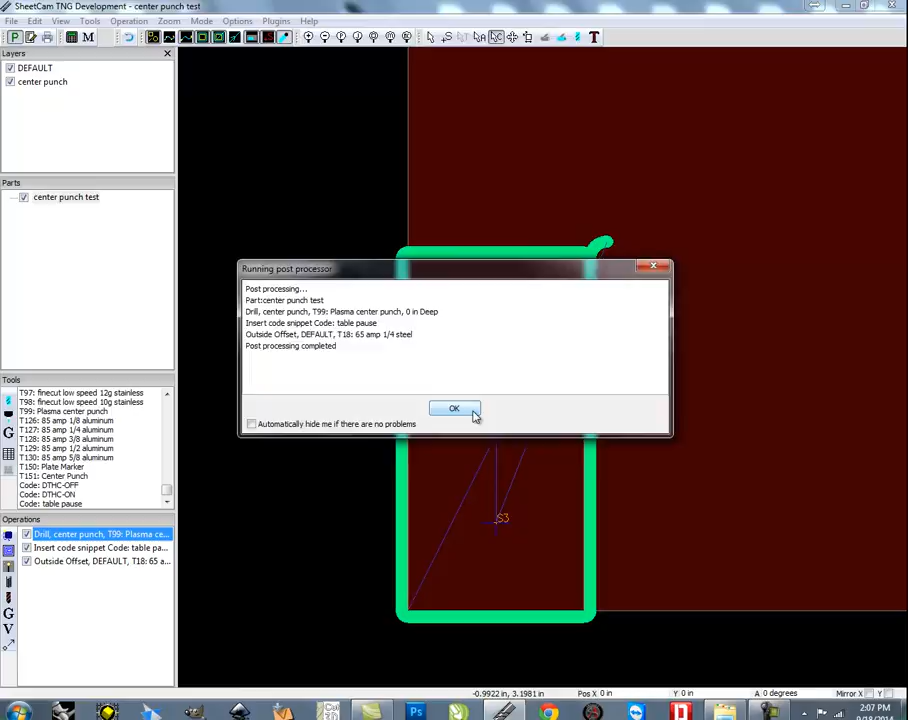 SheetCam TNG Development - center punch test
File Edit View Tools Operation Zoom Mode Options Plugins Help
P M T
Layers
DEFAULT
center punch
Parts
center punch test
Running post processor
Post processing...
Part:center punch test
Drill, center punch, T99: Plasma center punch, 0 in Deep
Insert code snippet Code: table pause
Outside Offset, DEFAULT, T18: 65 amp 1/4 steel
Post processing completed
OK
Automatically hide me if there are no problems
S3
Tools
T97: finecut low speed 12g stainless
T98: finecut low speed 10g stainless
T99: Plasma center punch
T126: 85 amp 1/8 aluminum
T127: 85 amp 1/4 aluminum
T128: 85 amp 3/8 aluminum
T129: 85 amp 1/2 aluminum
T130: 85 amp 5/8 aluminum
T150: Plate Marker
T151: Center Punch
Code: DTHC-OFF
Code: DTHC-ON
Code: table pause
Operations
Drill, center punch, T99: Plasma ce...
Insert code snippet Code: table pa...
Outside Offset, DEFAULT, T18: 65 a...
G
G
V
-0.9922 in, 3.1981 in Pos X 0 in Y 0 in A 0 degrees Mirror X Y
Ps
2:07 PM
9/18/2014